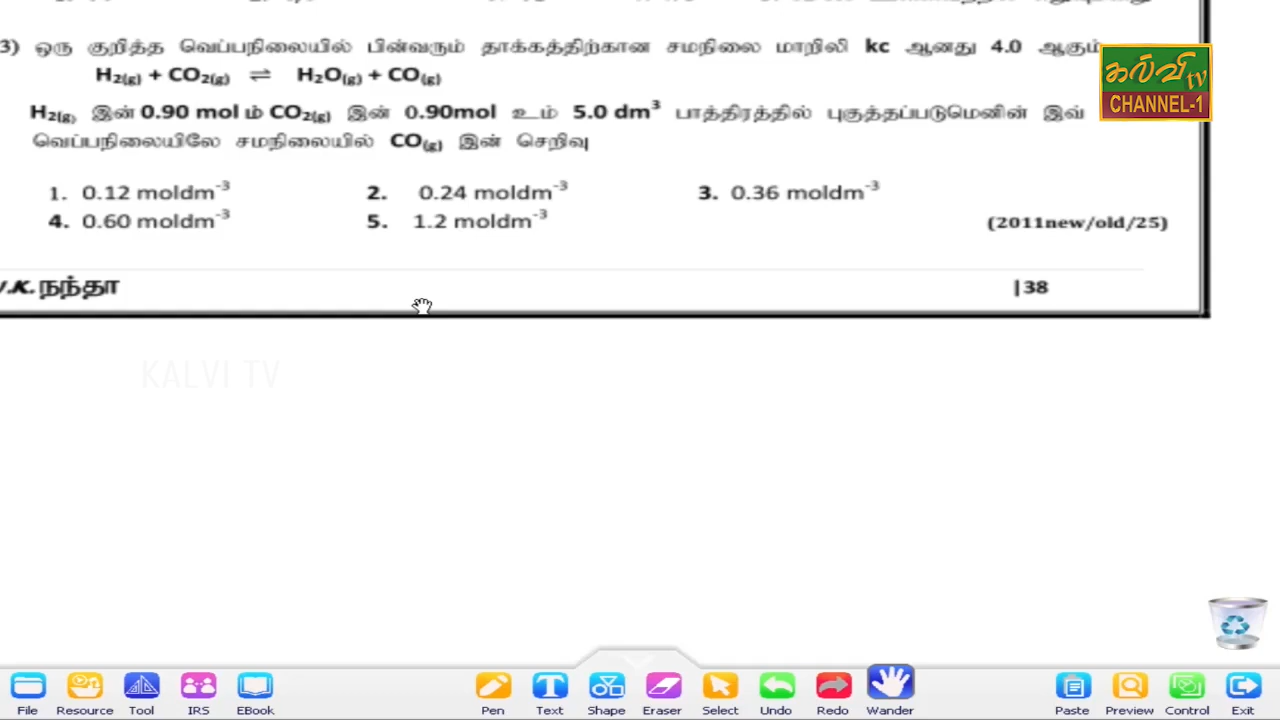 3) ஒரு குறித்த வெப்பநிலையில் பின்வரும் தாக்கத்திற்கான சமநிலை மாறிலி kc ஆனது 4.0 ஆகும்
H₂(g) + CO₂(g) ⇌ H₂O(g) + CO(g)
H₂(g) இன் 0.90 mol ம் CO₂(g) இன் 0.90mol உம் 5.0 dm³ பாத்திரத்தில் புகுத்தப்படுமெனின் இவ்
வெப்பநிலையிலே சமநிலையில் CO(g) இன் செறிவு
1. 0.12 moldm⁻³ 2. 0.24 moldm⁻³ 3. 0.36 moldm⁻³
4. 0.60 moldm⁻³ 5. 1.2 moldm⁻³ (2011new/old/25)
.K.நந்தா |38
கல்வி tv
CHANNEL-1
KALVI TV
File Resource Tool IRS EBook Pen Text Shape Eraser Select Undo Redo Wander Paste Preview Control Exit